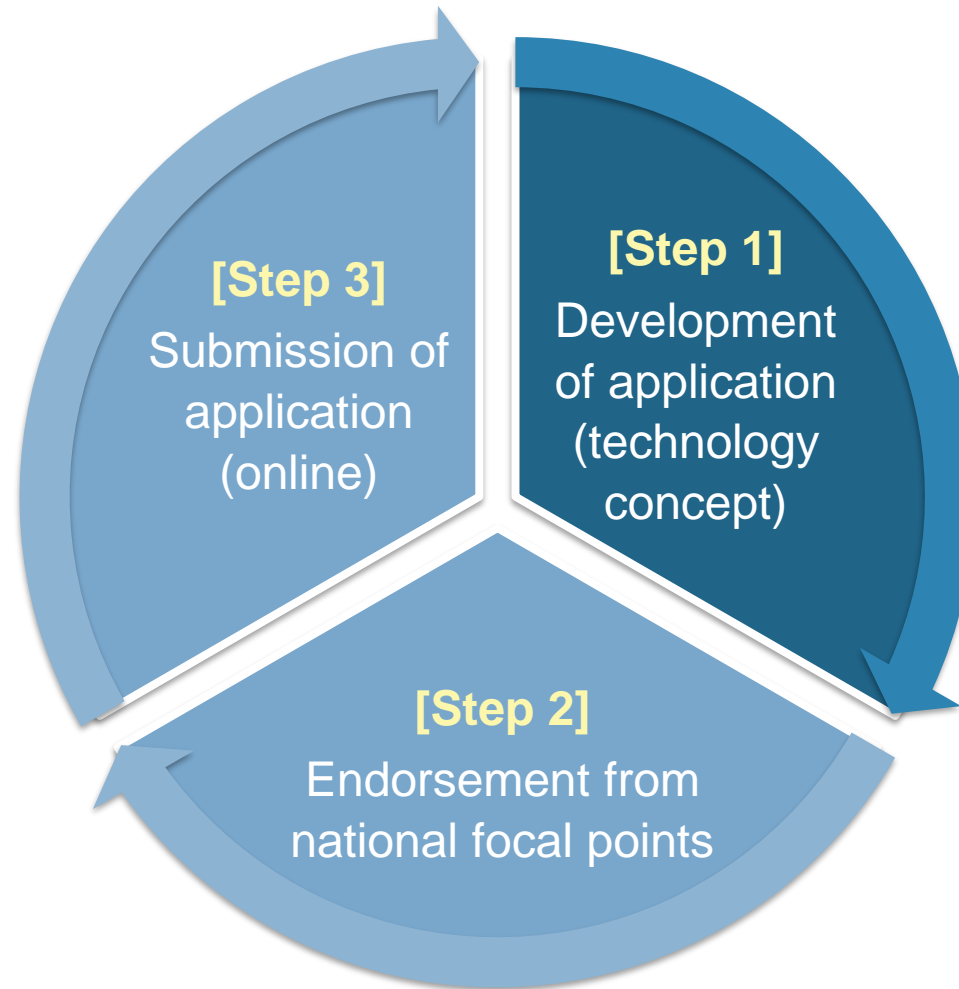 [Step 1]
Development
of application
(technology
concept)
[Step 2]
Endorsement from
national focal points
[Step 3]
Submission of
application
(online)